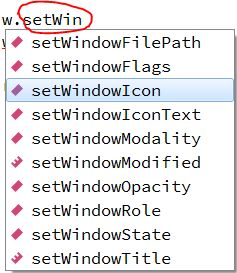 w.setWin
setWindowFilePath
setWindowFlags
setWindowIcon
setWindowIconText
setWindowModality
setWindowModified
setWindowOpacity
setWindowRole
setWindowState
setWindowTitle